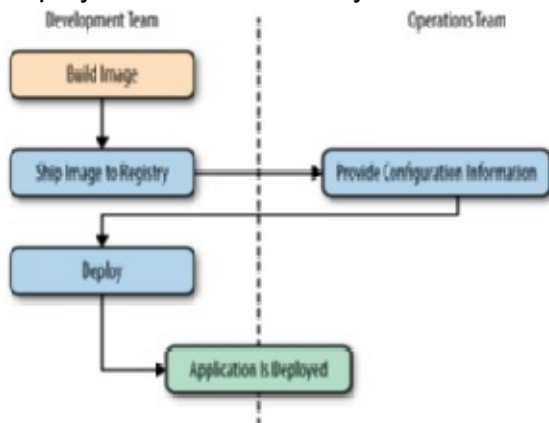 Development Team
Operations Team
Build Image
Ship Image to Registry
Provide Configuration Information
Deploy
Application Is Deployed